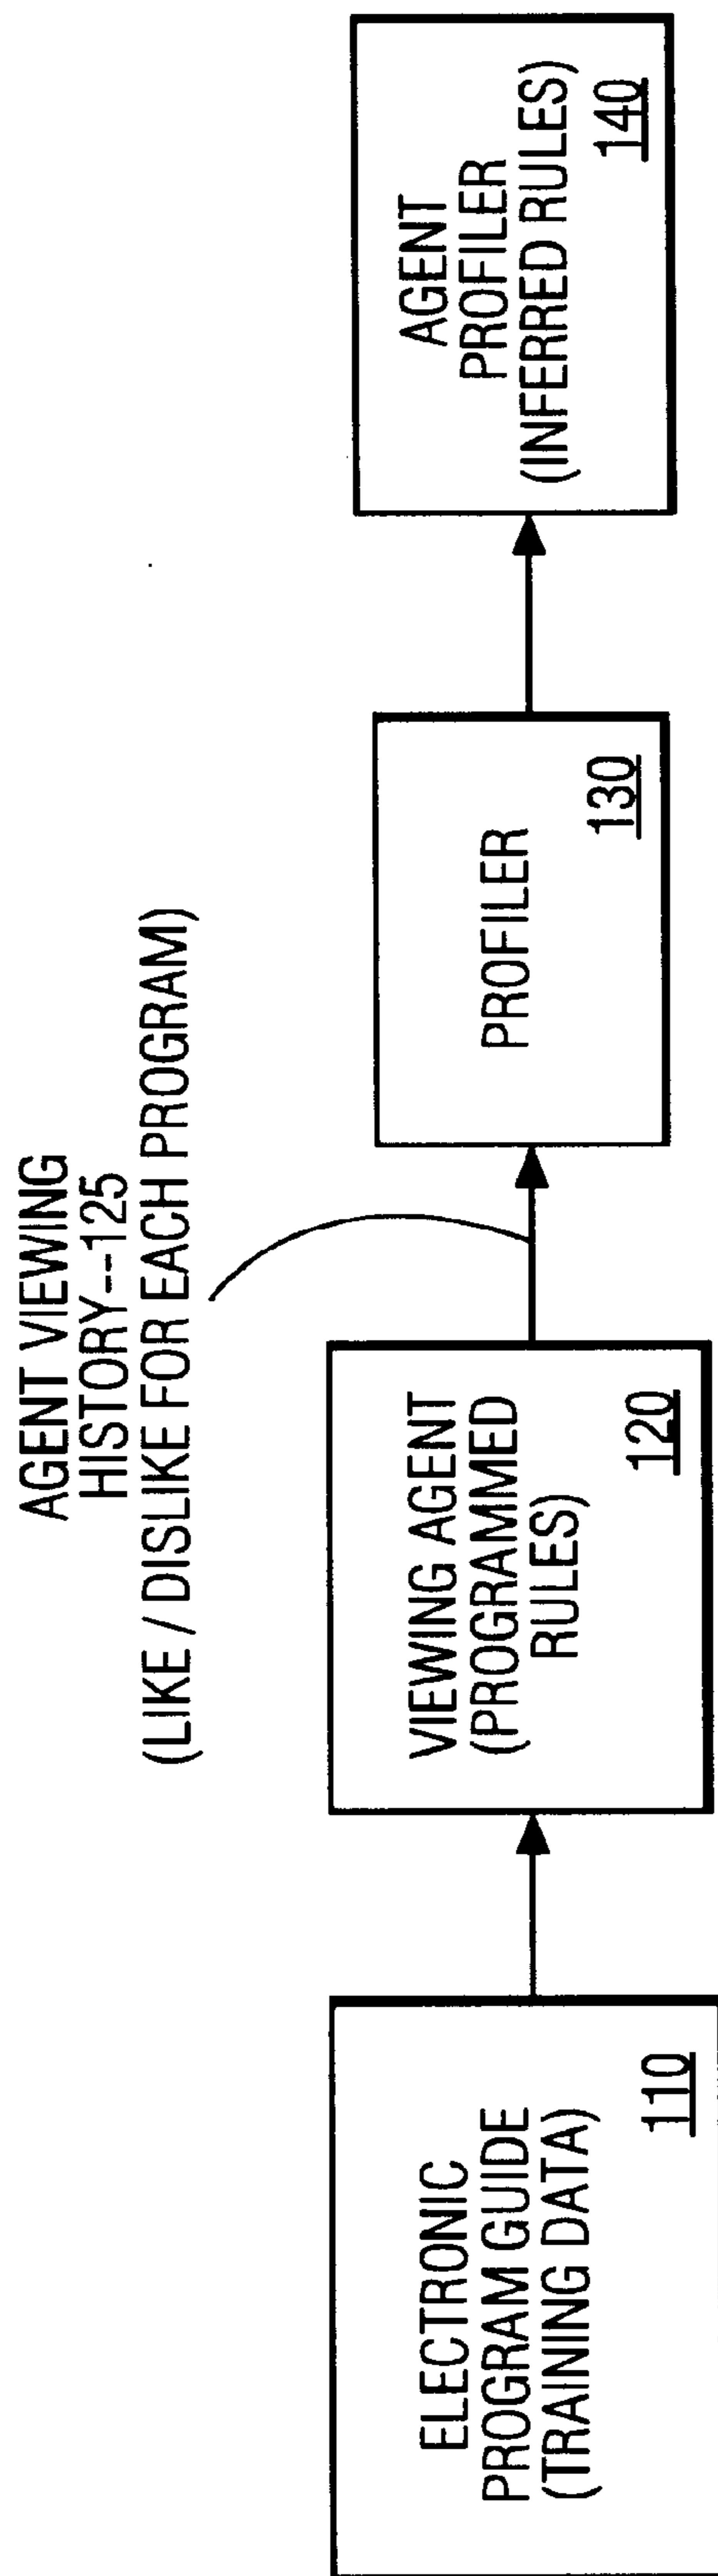 AGENT VIEWING
HISTORY--125
(LIKE / DISLIKE FOR EACH PROGRAM)
ELECTRONIC
PROGRAM GUIDE
(TRAINING DATA)
110
VIEWING AGENT
(PROGRAMMED
RULES)
120
PROFILER
130
AGENT
PROFILER
(INFERRED RULES)
140